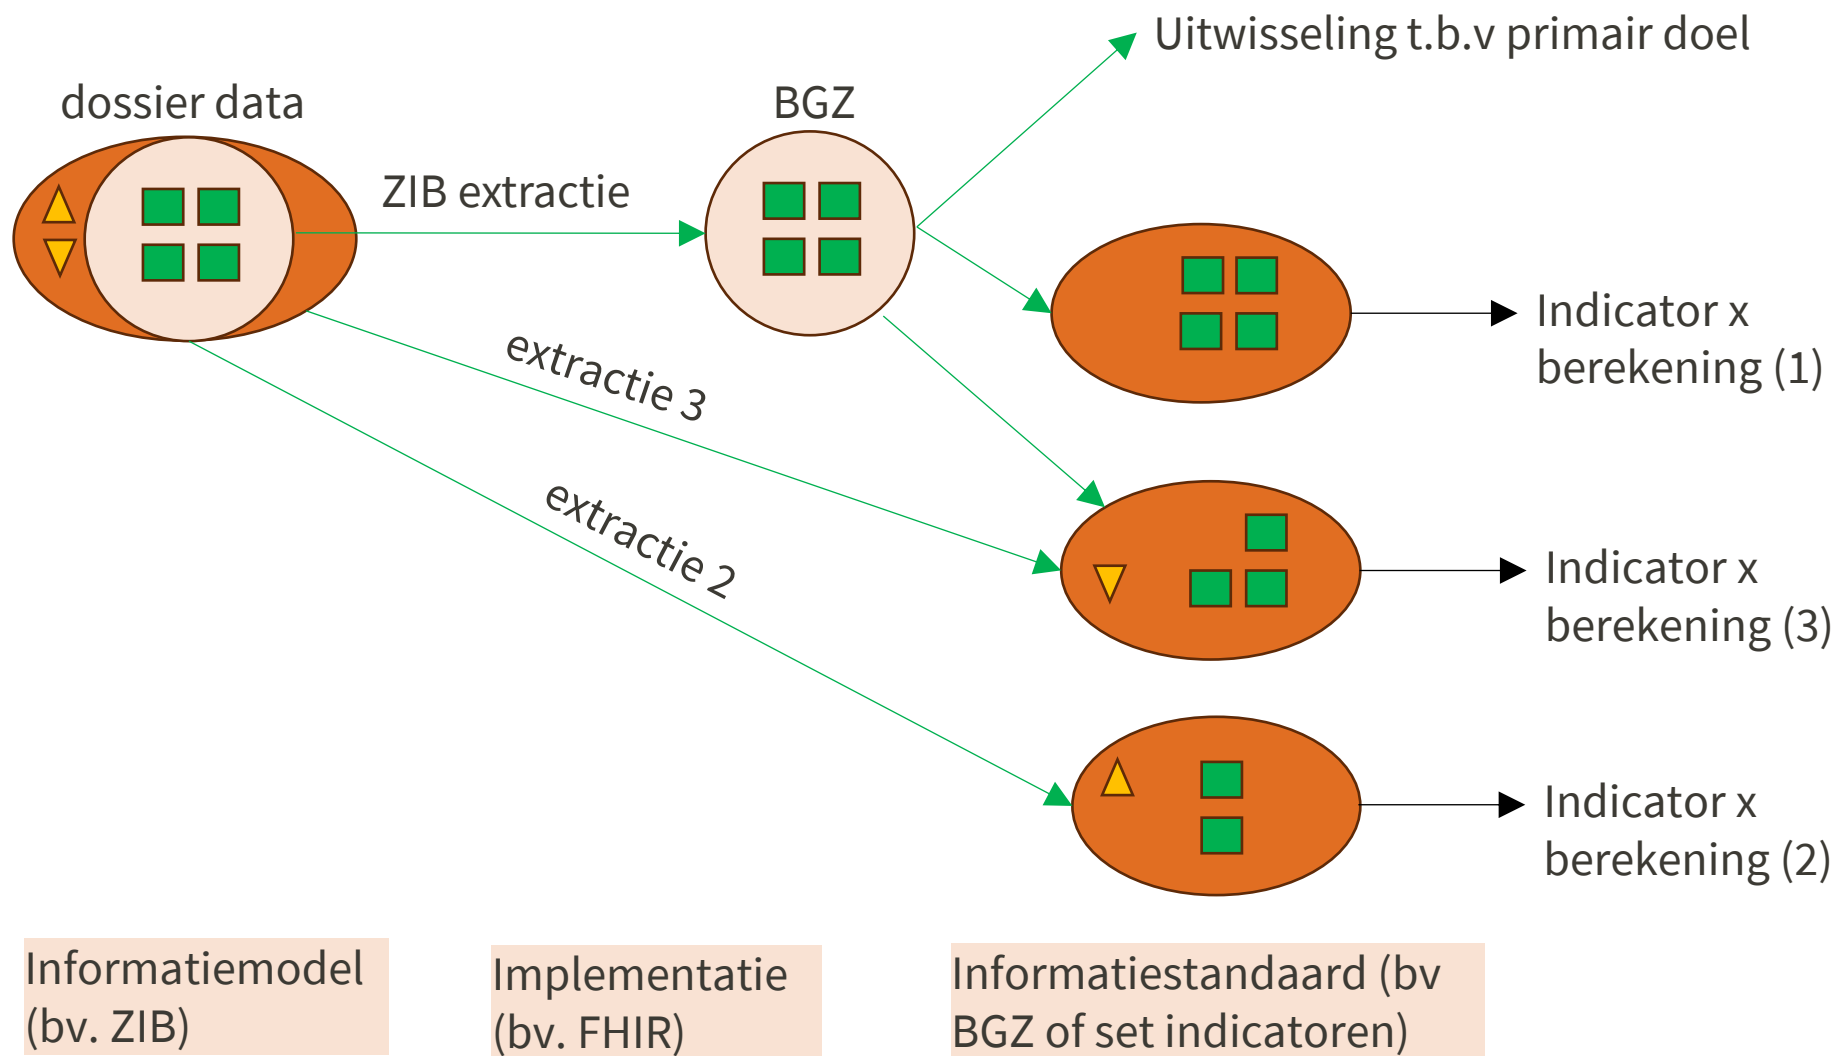 Uitwisseling t.b.v primair doel
dossier data
BGZ
ZIB extractie
Indicator x
berekening (1)
extractie 3
extractie 2
Indicator x
berekening (3)
Indicator x
berekening (2)
Informatiemodel
(bv. ZIB)
Implementatie
(bv. FHIR)
Informatiestandaard (bv
BGZ of set indicatoren)